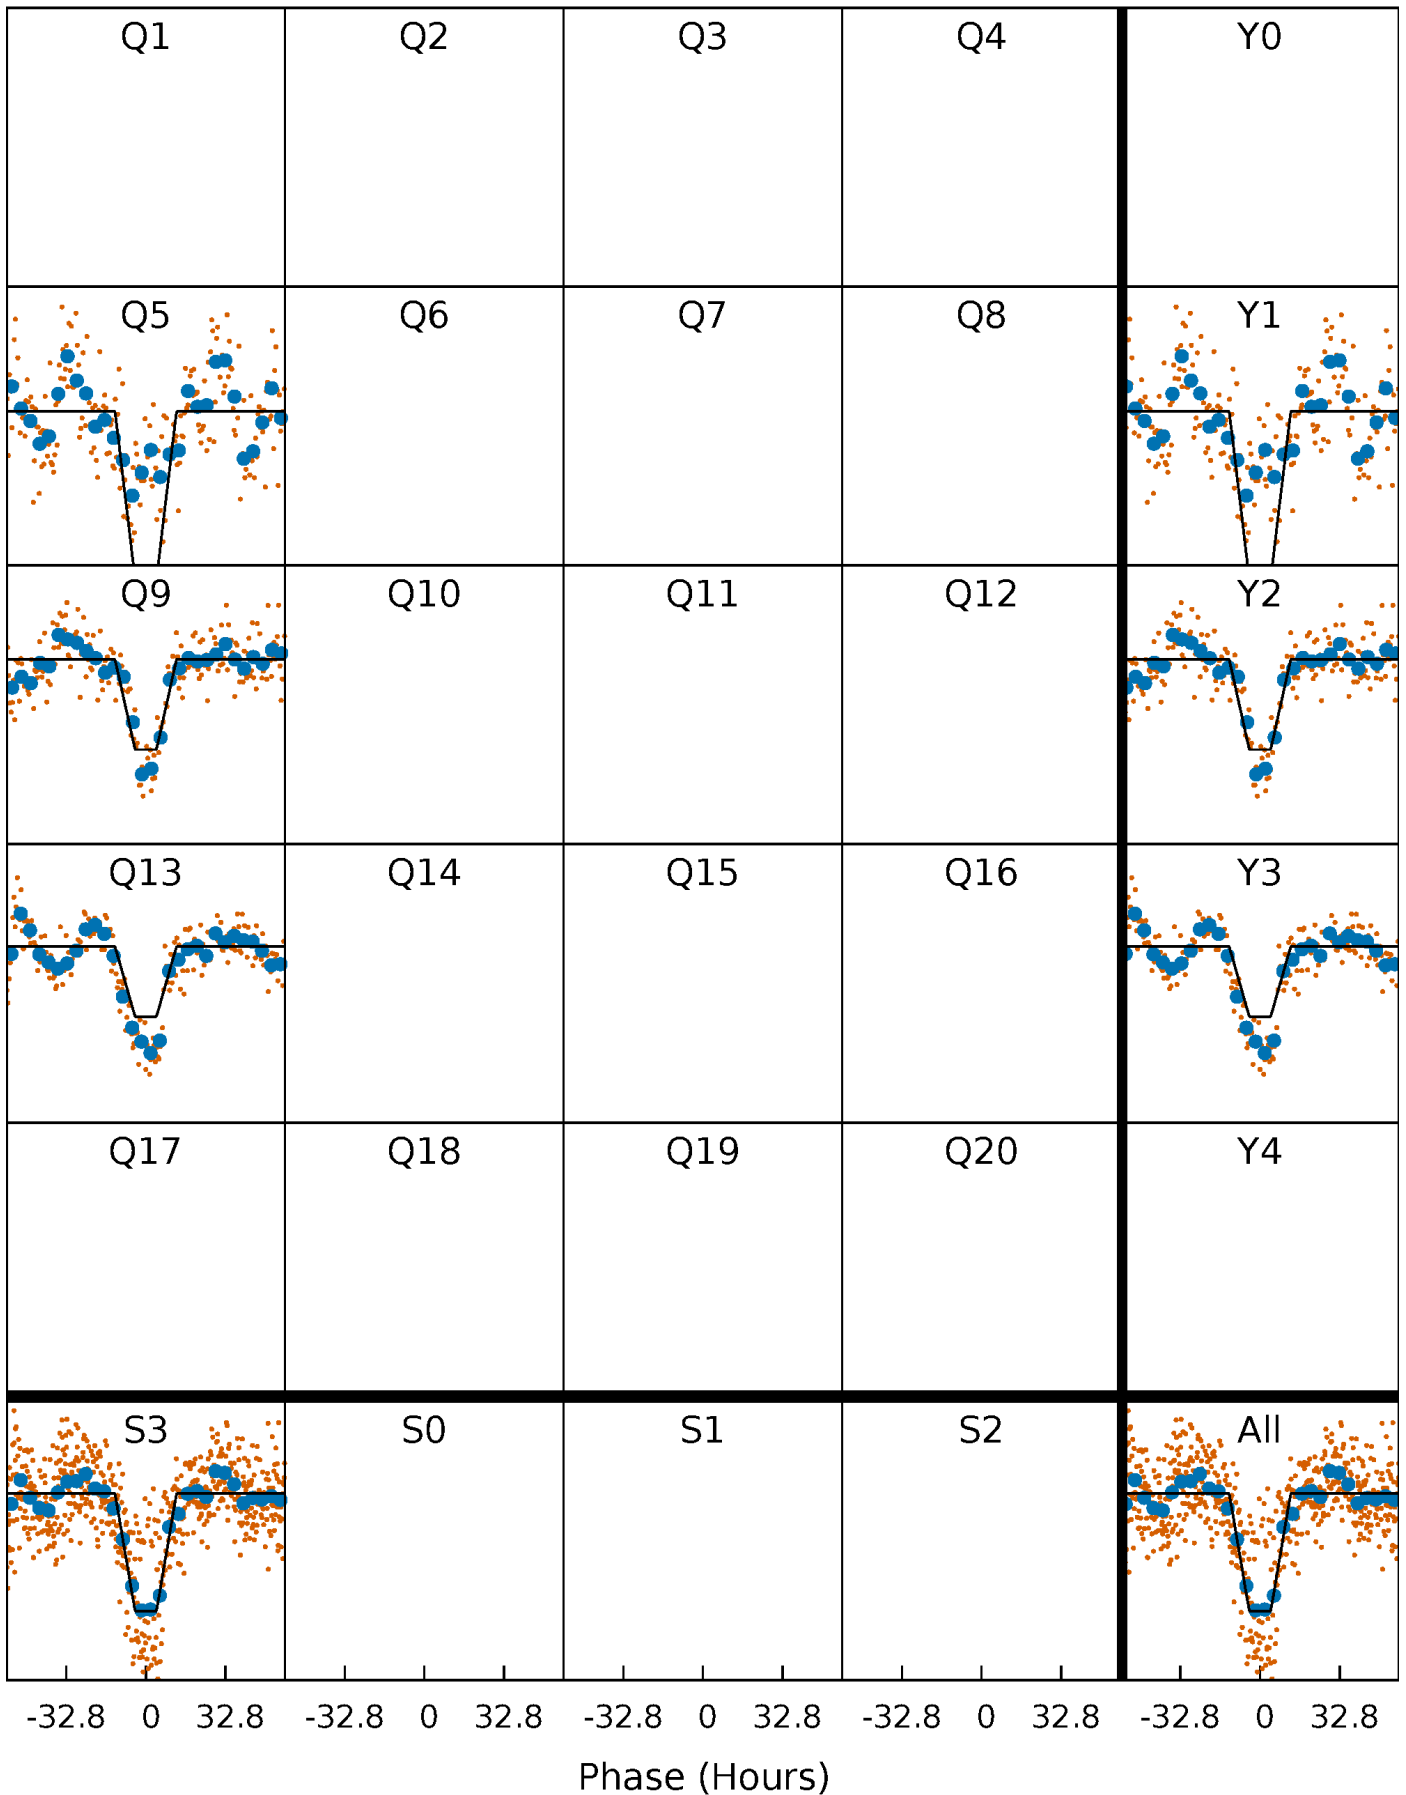 Q1 Q2 Q3 Q4 Y0
Q5 Q6 Q7 Q8 Y1
Q9 Q10 Q11 Q12 Y2
Q13 Q14 Q15 Q16 Y3
Q17 Q18 Q19 Q20 Y4
S3 S0 S1 S2 All
-32.8 0 32.8 -32.8 0 32.8 -32.8 0 32.8 -32.8 0 32.8 -32.8 0 32.8
Phase (Hours)